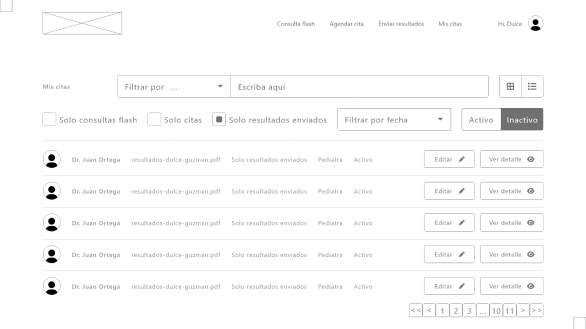 Consulta flash Agendar cita Enviar resultados Mis citas Hi, Dulce
Mis citas Filtrar por ... Escriba aquí
Solo consultas flash Solo citas Solo resultados enviados Filtrar por fecha Activo Inactivo
Dr. Juan Ortega resultados-dulce-guzman.pdf Solo resultados enviados Pediatra Activo Editar Ver detalle
Dr. Juan Ortega resultados-dulce-guzman.pdf Solo resultados enviados Pediatra Activo Editar Ver detalle
Dr. Juan Ortega resultados-dulce-guzman.pdf Solo resultados enviados Pediatra Activo Editar Ver detalle
Dr. Juan Ortega resultados-dulce-guzman.pdf Solo resultados enviados Pediatra Activo Editar Ver detalle
Dr. Juan Ortega resultados-dulce-guzman.pdf Solo resultados enviados Pediatra Activo Editar Ver detalle
<< < 1 2 3 ... 10 11 > >>